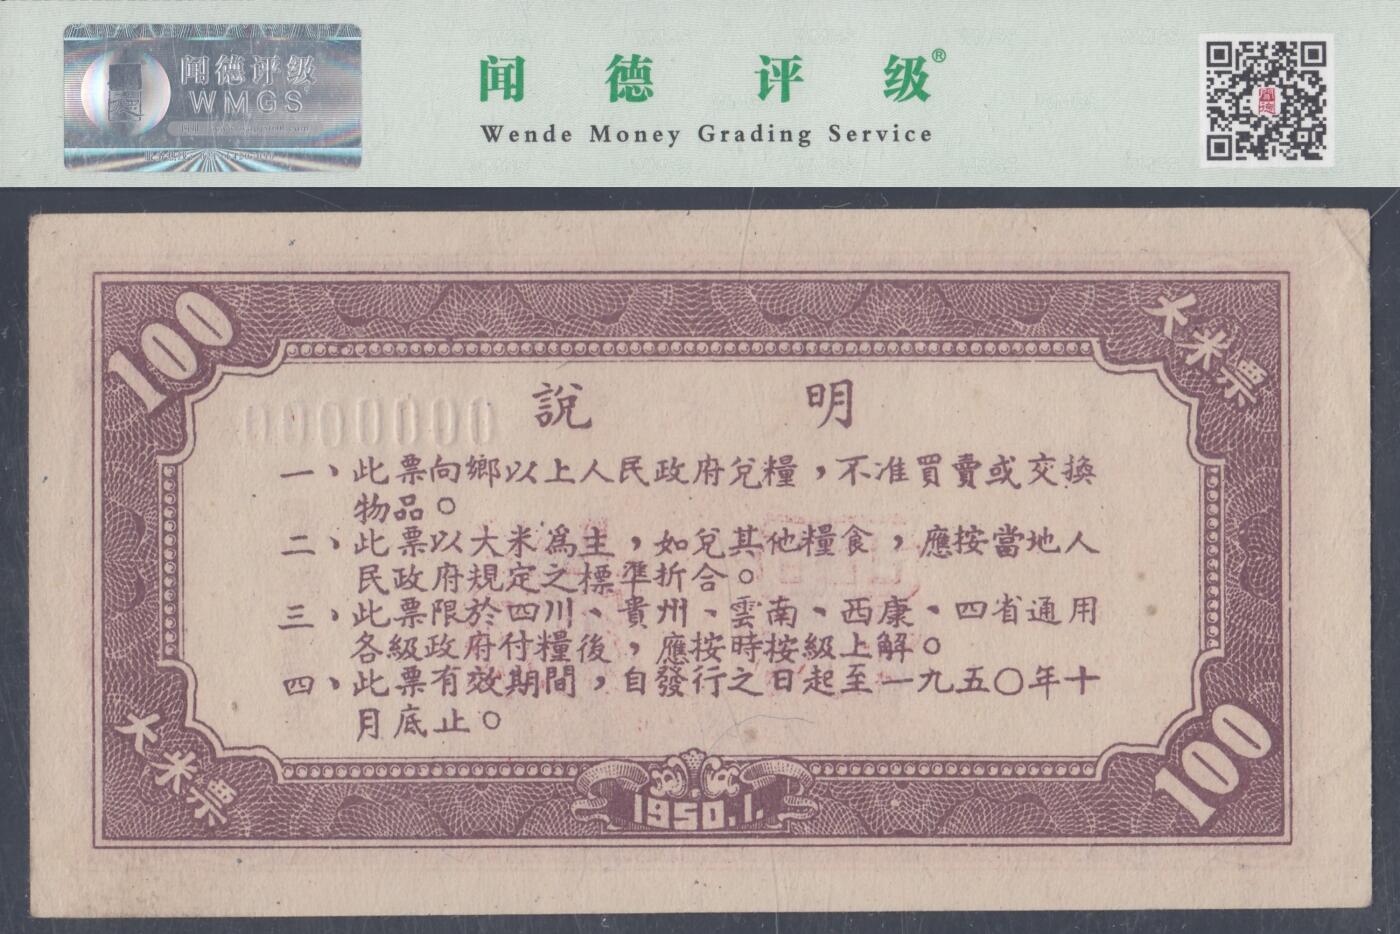 闻德评级
WMGS
闻德评级®
Wende Money Grading Service
100
大米票
0000000
說明
一、此票向鄉以上人民政府兌糧，不准買賣或交換
物品。
二、此票以大米為主，如兌其他糧食，應按當地人
民政府規定之標準折合。
三、此票限於四川、貴州、雲南、西康、四省通用
各級政府付糧後，應按時按級上解。
四、此票有效期間，自發行之日起至一九五〇年十
月底止。
大米票
1950.1.
100